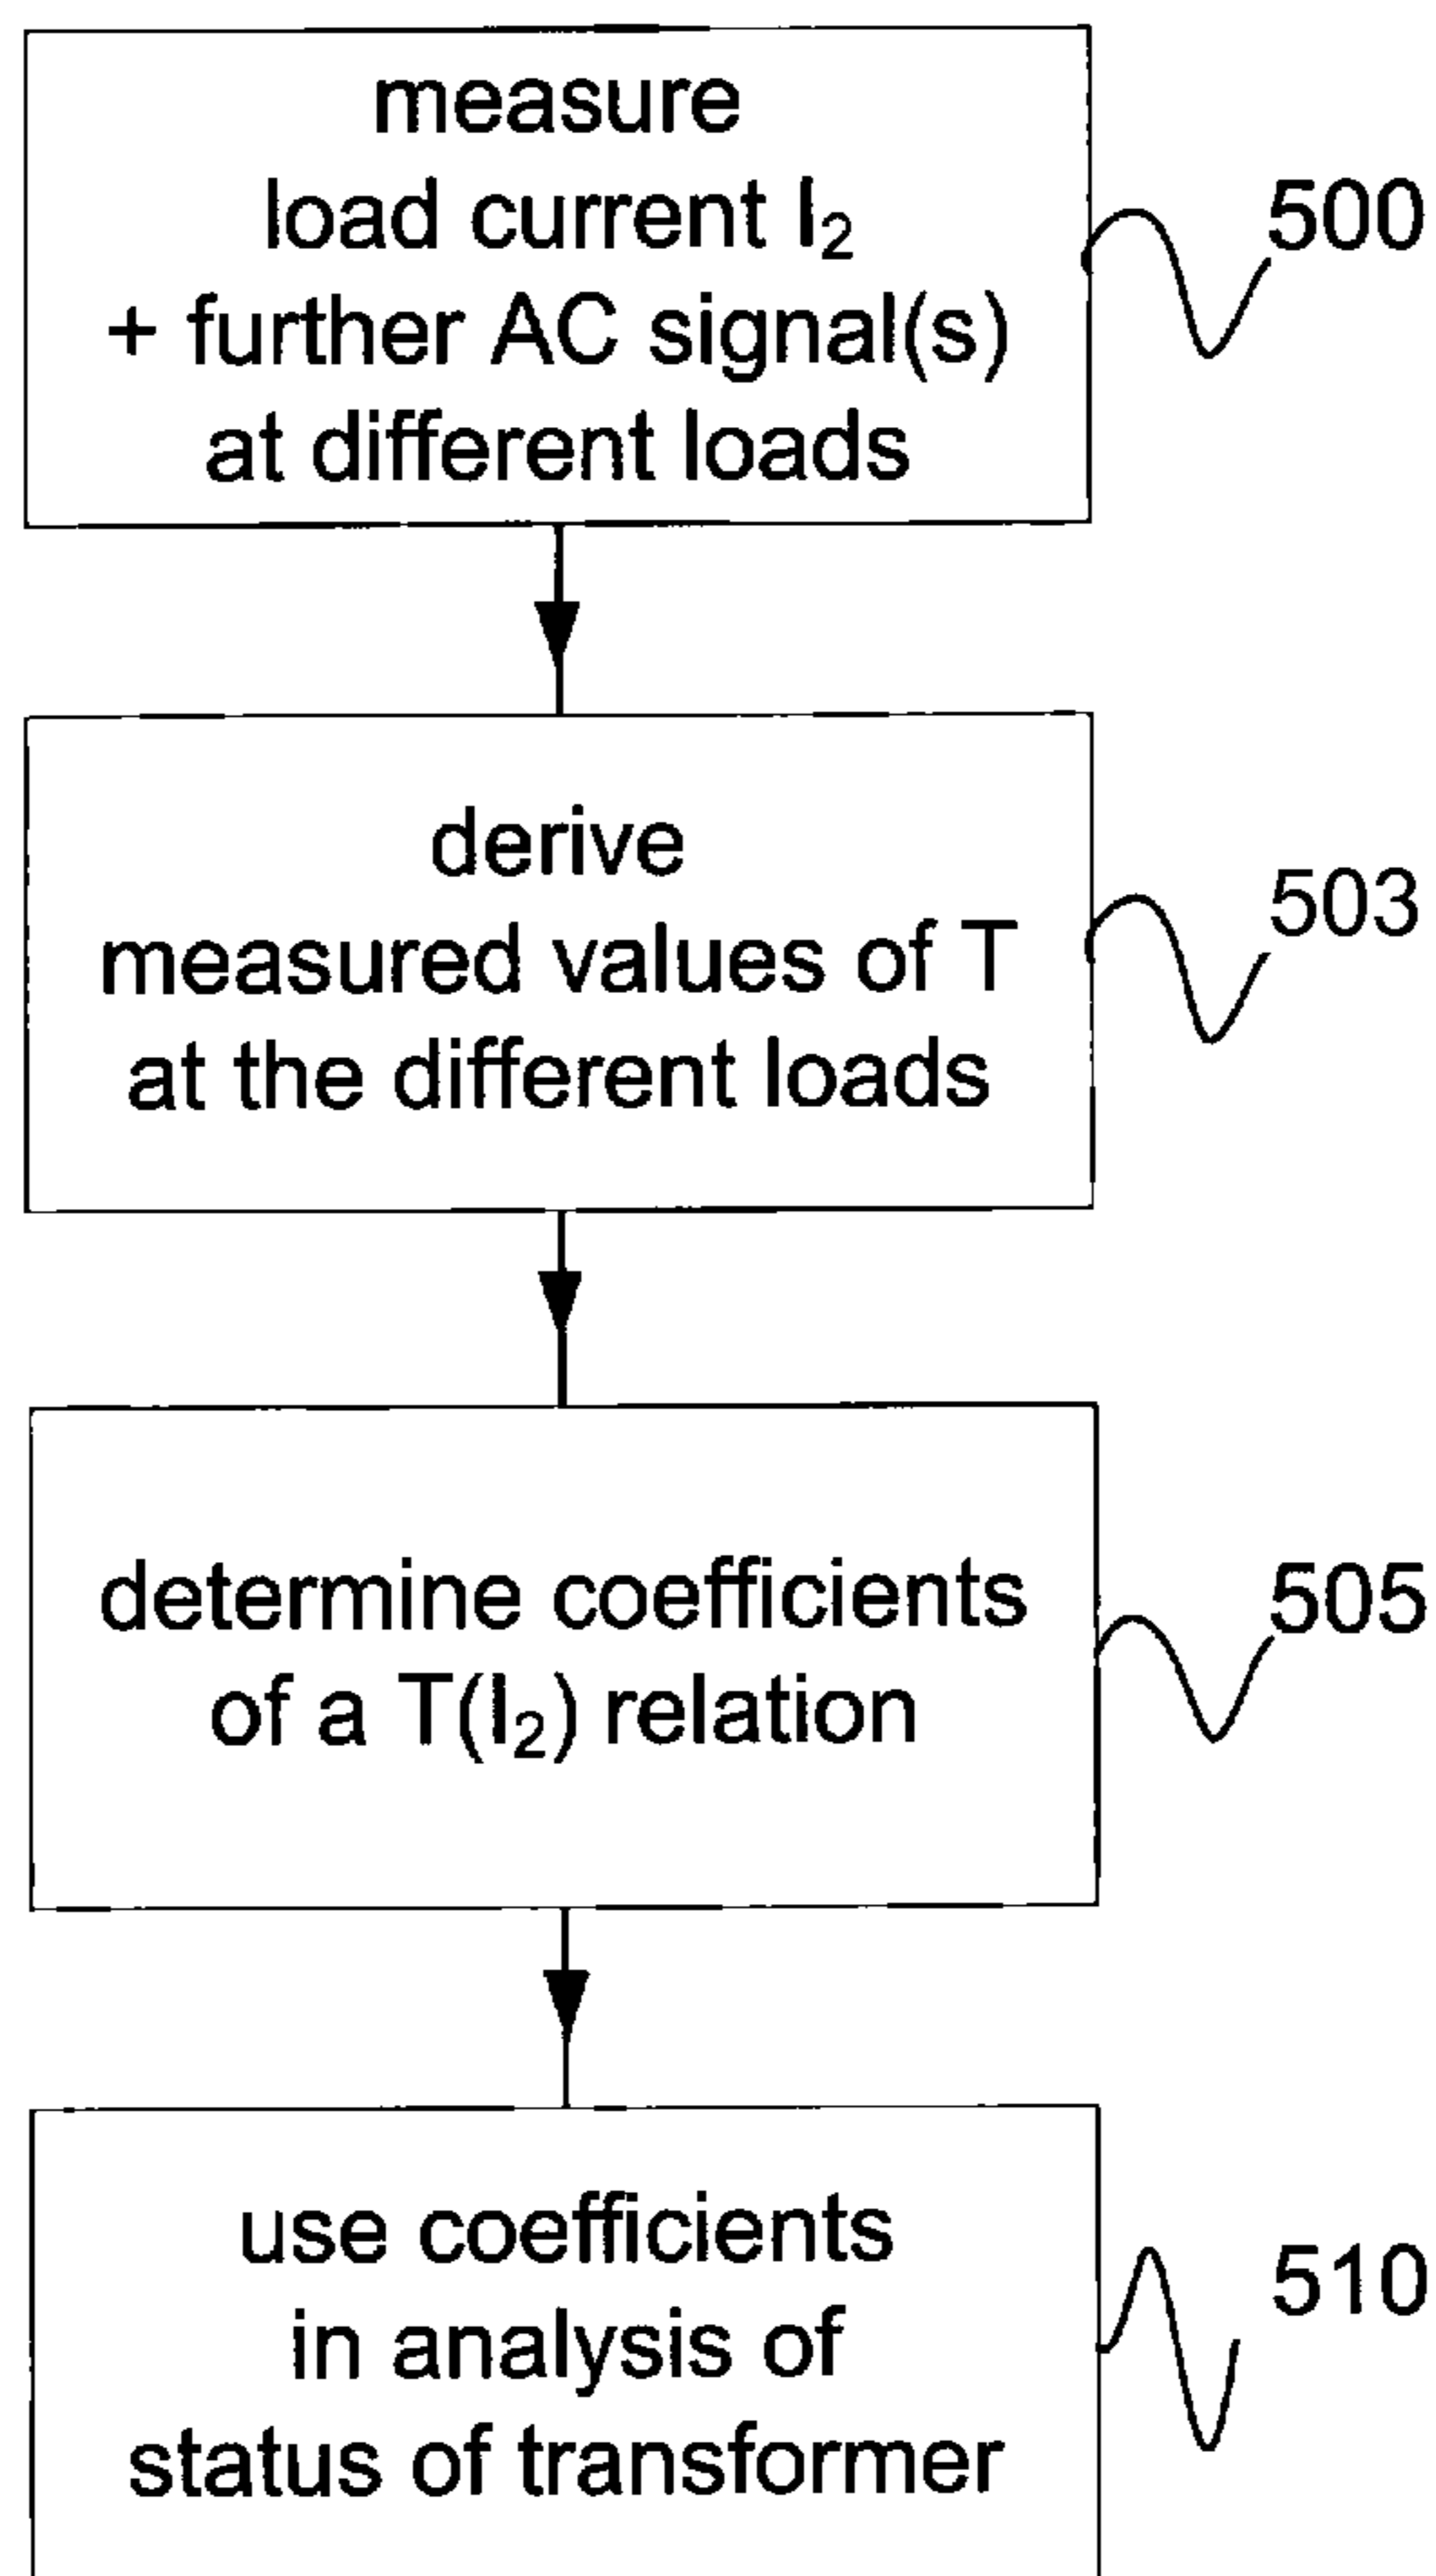 measure
load current I₂
+ further AC signal(s)
at different loads
500
derive
measured values of T
at the different loads
503
determine coefficients
of a T(I₂) relation
505
use coefficients
in analysis of
status of transformer
510